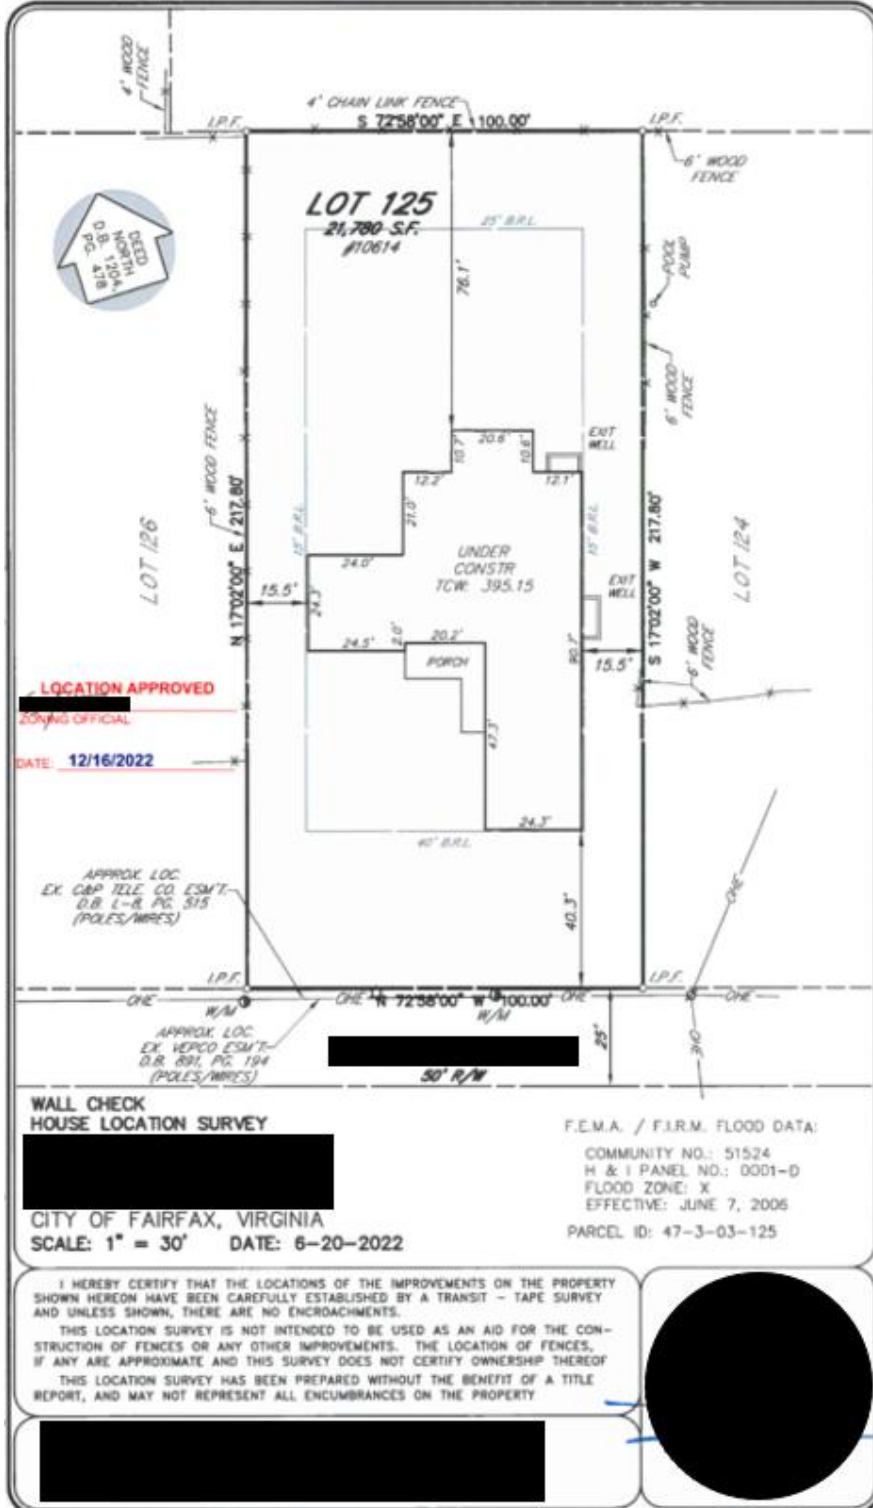 4' WOOD
FENCE
4' CHAIN LINK FENCE
I.P.F.
S 72°58'00" E 100.00'
I.P.F.
6' WOOD
FENCE
LOT 125
21,780 S.F.
#10614
25' B.R.L.
DEED
NORTH
D.B. 1204,
PG. 478
76.1'
POOL
PUMP
6' WOOD
FENCE
20.6'
10.7'
10.6'
EXIT
WELL
12.2'
12.1'
6' WOOD FENCE
N 17°02'00" E 217.80'
21.0'
15' B.R.L.
15' B.R.L.
S 17°02'00" W 217.80'
LOT 126
LOT 124
UNDER
CONSTR
TCW: 395.15
24.0'
EXIT
WELL
15.5'
24.3'
24.5'
2.0'
20.2'
90.7'
15.5'
PORCH
6' WOOD
FENCE
LOCATION APPROVED
ZONING OFFICIAL
DATE: 12/16/2022
47.3'
24.3'
40' B.R.L.
APPROX. LOC.
EX. C&P TELE. CO. ESM'T.
D.B. L-8, PG. 515
(POLES/WIRES)
40.3'
OHE
I.P.F.
I.P.F.
OHE
OHE
N 72°58'00" W 100.00'
OHE
OHE
W/M
W/M
APPROX. LOC.
EX. VEPCO ESM'T.
D.B. 891, PG. 194
(POLES/WIRES)
25'
OHE
50' R/W
WALL CHECK
HOUSE LOCATION SURVEY
CITY OF FAIRFAX, VIRGINIA
SCALE: 1" = 30' DATE: 6-20-2022
F.E.M.A. / F.I.R.M. FLOOD DATA:
COMMUNITY NO.: 51524
H & I PANEL NO.: 0001-D
FLOOD ZONE: X
EFFECTIVE: JUNE 7, 2006
PARCEL ID: 47-3-03-125
I HEREBY CERTIFY THAT THE LOCATIONS OF THE IMPROVEMENTS ON THE PROPERTY
SHOWN HEREON HAVE BEEN CAREFULLY ESTABLISHED BY A TRANSIT - TAPE SURVEY
AND UNLESS SHOWN, THERE ARE NO ENCROACHMENTS.
THIS LOCATION SURVEY IS NOT INTENDED TO BE USED AS AN AID FOR THE CON-
STRUCTION OF FENCES OR ANY OTHER IMPROVEMENTS. THE LOCATION OF FENCES,
IF ANY ARE APPROXIMATE AND THIS SURVEY DOES NOT CERTIFY OWNERSHIP THEREOF
THIS LOCATION SURVEY HAS BEEN PREPARED WITHOUT THE BENEFIT OF A TITLE
REPORT, AND MAY NOT REPRESENT ALL ENCUMBRANCES ON THE PROPERTY